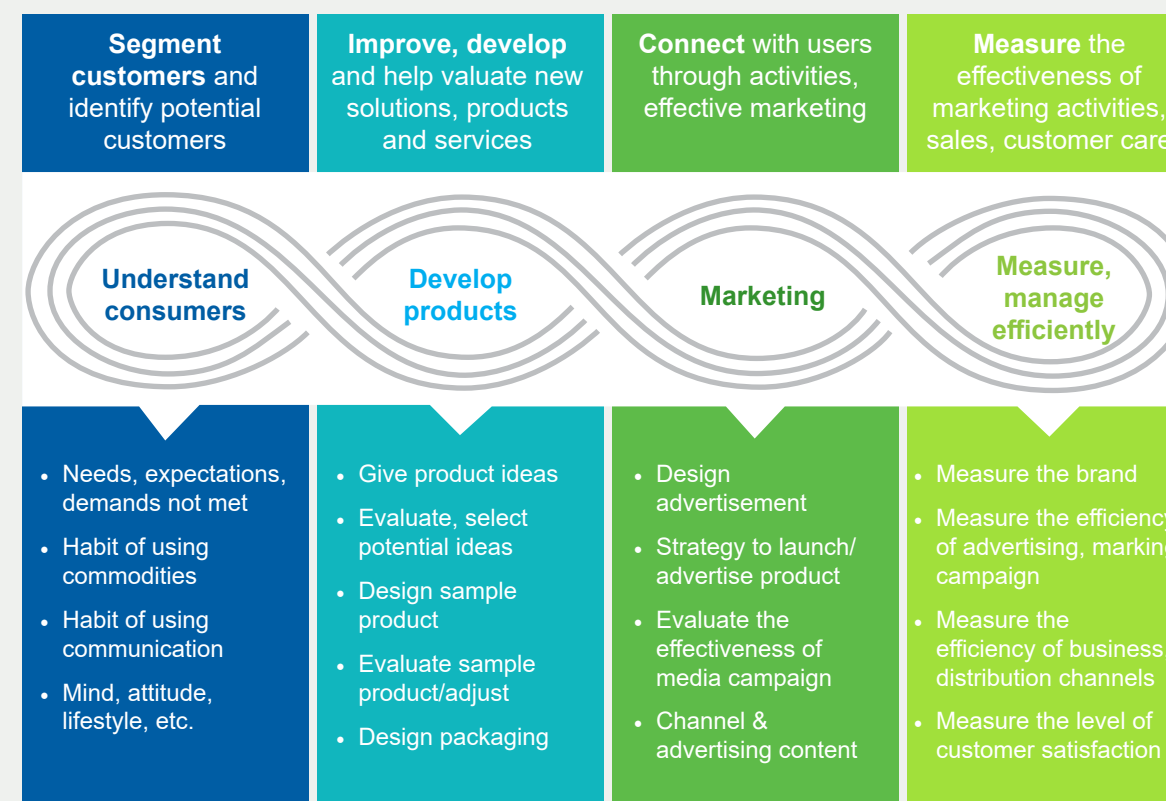 Segment
customers and
identify potential
customers
Improve, develop
and help valuate new
solutions, products
and services
Connect with users
through activities,
effective marketing
Measure the
effectiveness of
marketing activities,
sales, customer care
Understand
consumers
Develop
products
Marketing
Measure,
manage
efficiently
• Needs, expectations,
demands not met
• Habit of using
commodities
• Habit of using
communication
• Mind, attitude,
lifestyle, etc.
• Give product ideas
• Evaluate, select
potential ideas
• Design sample
product
• Evaluate sample
product/adjust
• Design packaging
• Design
advertisement
• Strategy to launch/
advertise product
• Evaluate the
effectiveness of
media campaign
• Channel &
advertising content
• Measure the brand
• Measure the efficiency
of advertising, marking
campaign
• Measure the
efficiency of business
distribution channels
• Measure the level of
customer satisfaction